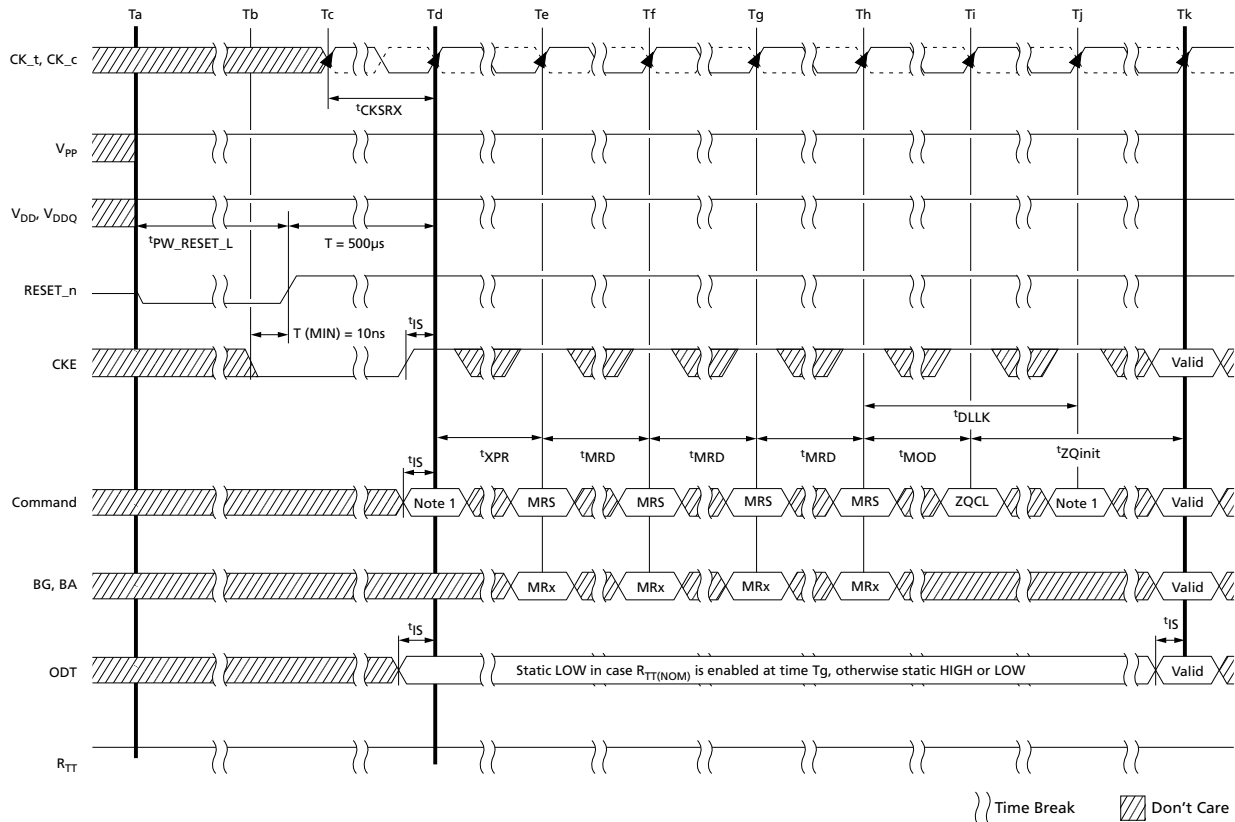 Ta Tb Tc Td Te Tf Tg Th Ti Tj Tk
CK_t, CK_c
tCKSRX
VPP
VDD, VDDQ
tPW_RESET_L T = 500µs
RESET_n
T (MIN) = 10ns tIS
CKE Valid
tDLLK
tXPR tMRD tMRD tMRD tMOD tZQinit
tIS
Command Note 1 MRS MRS MRS MRS ZQCL Note 1 Valid
BG, BA MRx MRx MRx MRx Valid
tIS tIS
ODT Static LOW in case RTT(NOM) is enabled at time Tg, otherwise static HIGH or LOW Valid
RTT
Time Break Don't Care